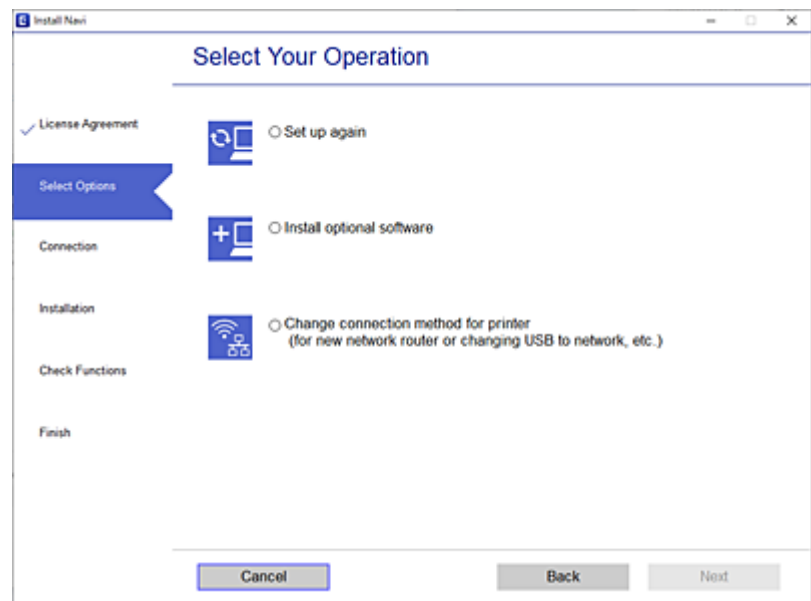 Install Navi
Select Your Operation
License Agreement
Select Options
Connection
Installation
Check Functions
Finish
Set up again
Install optional software
Change connection method for printer
(for new network router or changing USB to network, etc.)
Cancel
Back
Next